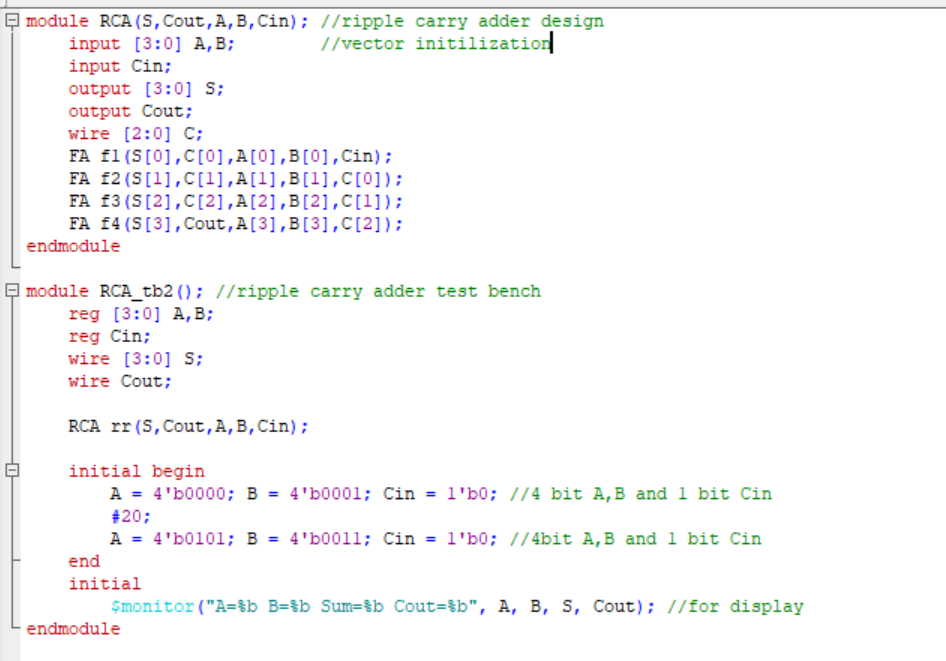 module RCA(S,Cout,A,B,Cin); //ripple carry adder design
input [3:0] A,B; //vector initilization
input Cin;
output [3:0] S;
output Cout;
wire [2:0] C;
FA f1(S[0],C[0],A[0],B[0],Cin);
FA f2(S[1],C[1],A[1],B[1],C[0]);
FA f3(S[2],C[2],A[2],B[2],C[1]);
FA f4(S[3],Cout,A[3],B[3],C[2]);
endmodule
module RCA_tb2(); //ripple carry adder test bench
reg [3:0] A,B;
reg Cin;
wire [3:0] S;
wire Cout;
RCA rr(S,Cout,A,B,Cin);
initial begin
A = 4'b0000; B = 4'b0001; Cin = 1'b0; //4 bit A,B and 1 bit Cin
#20;
A = 4'b0101; B = 4'b0011; Cin = 1'b0; //4bit A,B and 1 bit Cin
end
initial
$monitor("A=%b B=%b Sum=%b Cout=%b", A, B, S, Cout); //for display
endmodule